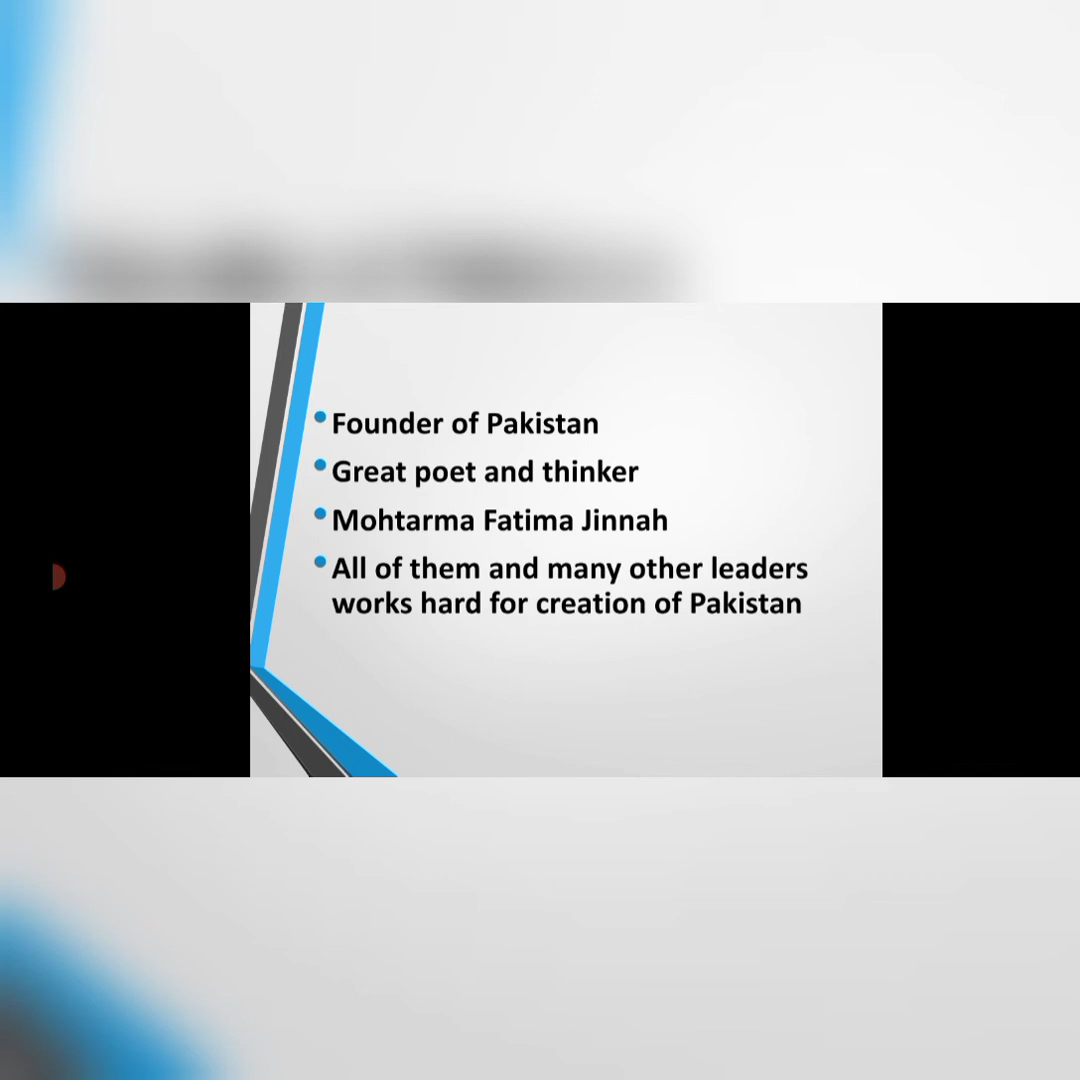 Founder of Pakistan
Great poet and thinker
Mohtarma Fatima Jinnah
All of them and many other leaders
works hard for creation of Pakistan